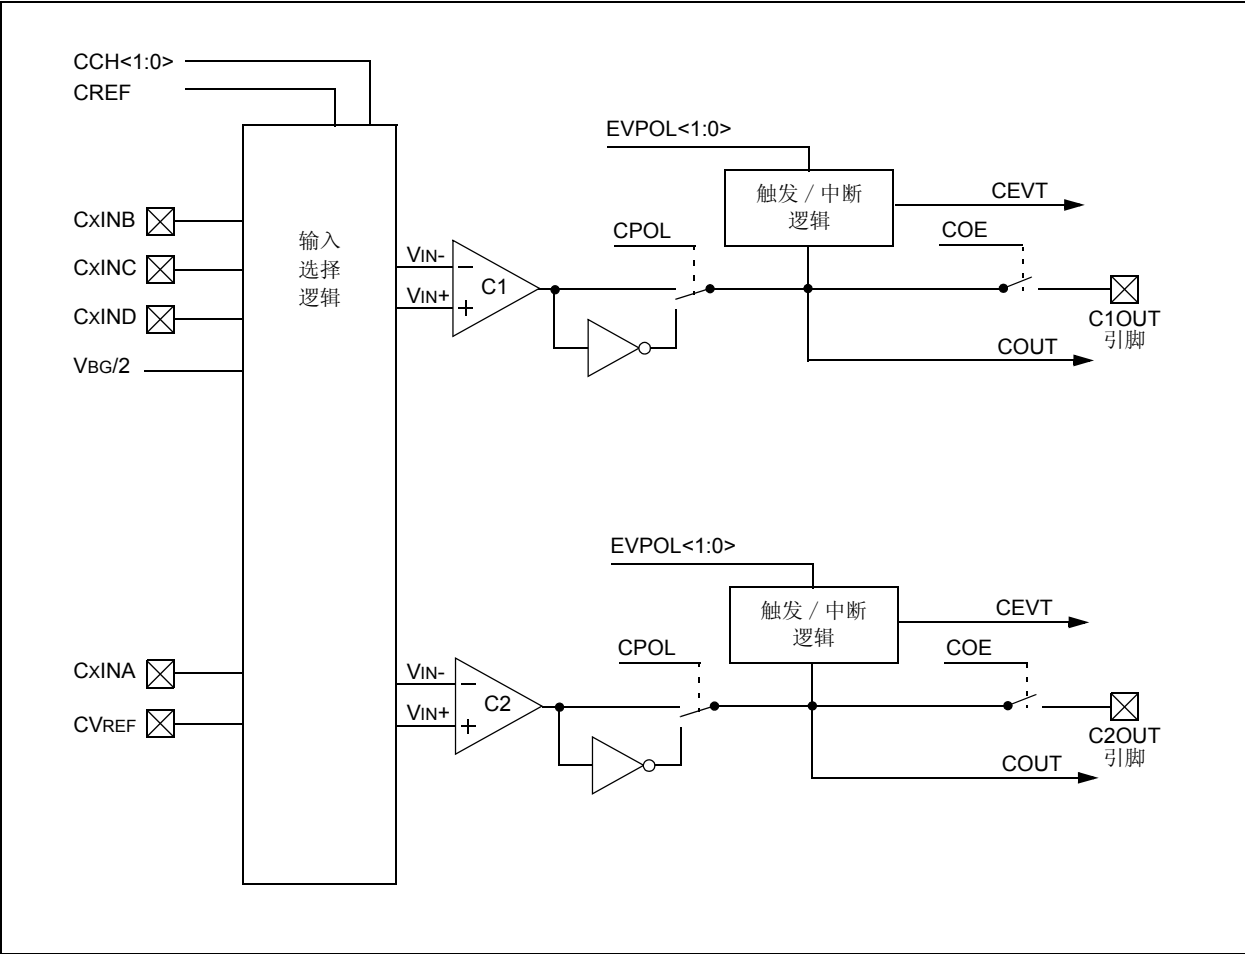 CCH<1:0>
CREF
EVPOL<1:0>
触发 / 中断
逻辑
CEVT
CxINB
输入
选择
逻辑
CPOL
COE
VIN-
C1
CxINC
VIN+
CxIND
C1OUT
引脚
COUT
VBG/2
EVPOL<1:0>
触发 / 中断
逻辑
CEVT
CPOL
COE
CxINA
VIN-
C2
VIN+
CVREF
C2OUT
引脚
COUT